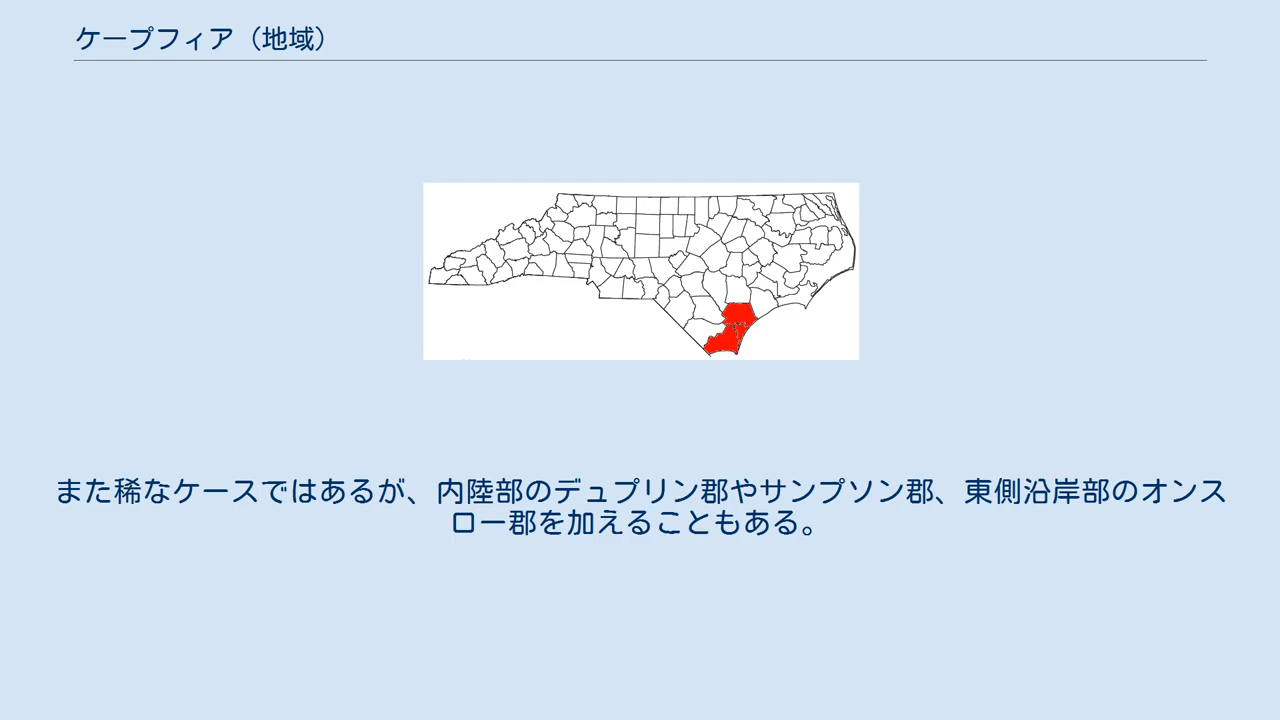 ケープフィア（地域）
また稀なケースではあるが、内陸部のデュプリン郡やサンプソン郡、東側沿岸部のオンス
ロー郡を加えることもある。